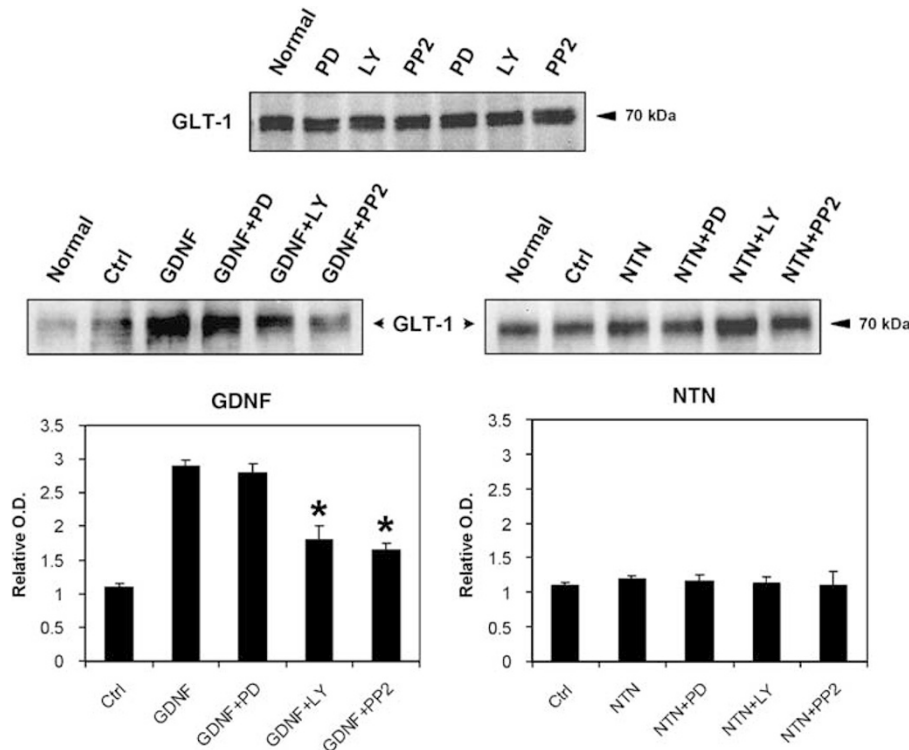 Normal PD LY PP2 PD LY PP2
GLT-1 70 kDa
Normal Ctrl GDNF GDNF+PD GDNF+LY GDNF+PP2
Normal Ctrl NTN NTN+PD NTN+LY NTN+PP2
GLT-1 70 kDa
GDNF
3.5
3
2.5
2
1.5
1
0.5
0
Relative O.D.
* *
Ctrl GDNF GDNF+PD GDNF+LY GDNF+PP2
NTN
3.5
3
2.5
2
1.5
1
0.5
0
Relative O.D.
Ctrl NTN NTN+PD NTN+LY NTN+PP2